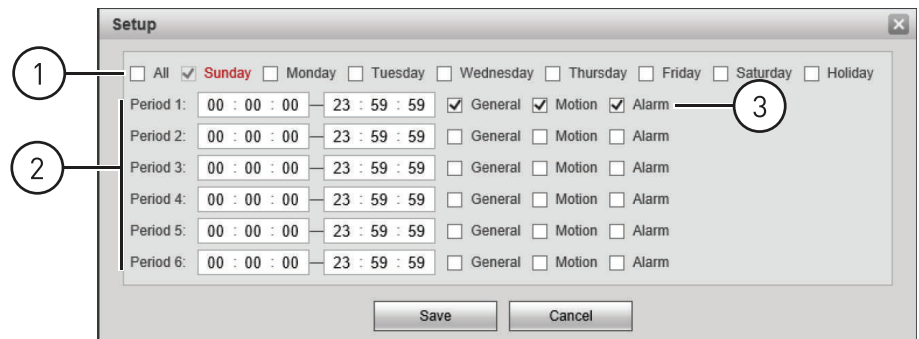 Setup
1 All Sunday Monday Tuesday Wednesday Thursday Friday Saturday Holiday
Period 1: 00 : 00 : 00 — 23 : 59 : 59 General Motion Alarm 3
2
Period 2: 00 : 00 : 00 — 23 : 59 : 59 General Motion Alarm
Period 3: 00 : 00 : 00 — 23 : 59 : 59 General Motion Alarm
Period 4: 00 : 00 : 00 — 23 : 59 : 59 General Motion Alarm
Period 5: 00 : 00 : 00 — 23 : 59 : 59 General Motion Alarm
Period 6: 00 : 00 : 00 — 23 : 59 : 59 General Motion Alarm
Save Cancel